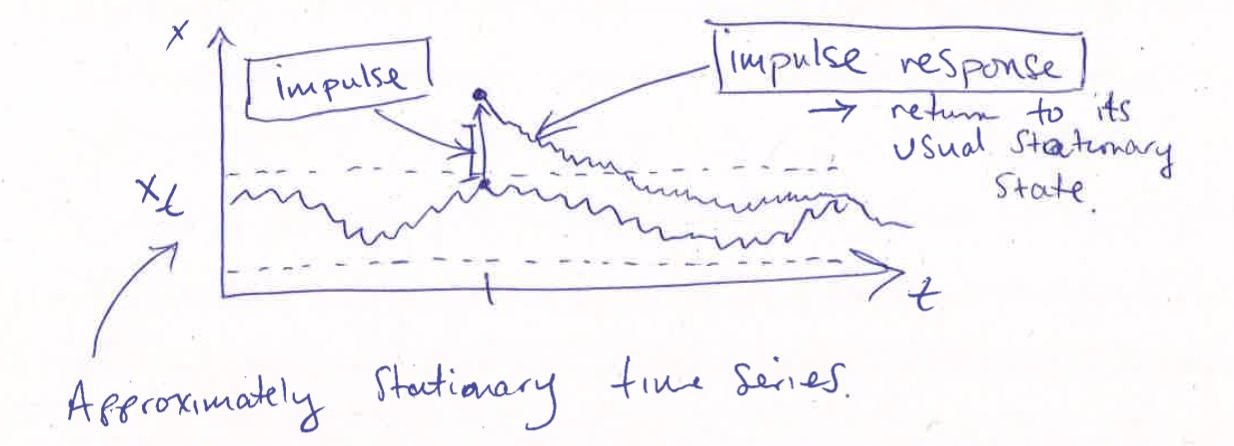 x
impulse
impulse response
→ return to its
usual stationary
state.
x_t
t
Approximately stationary time series.